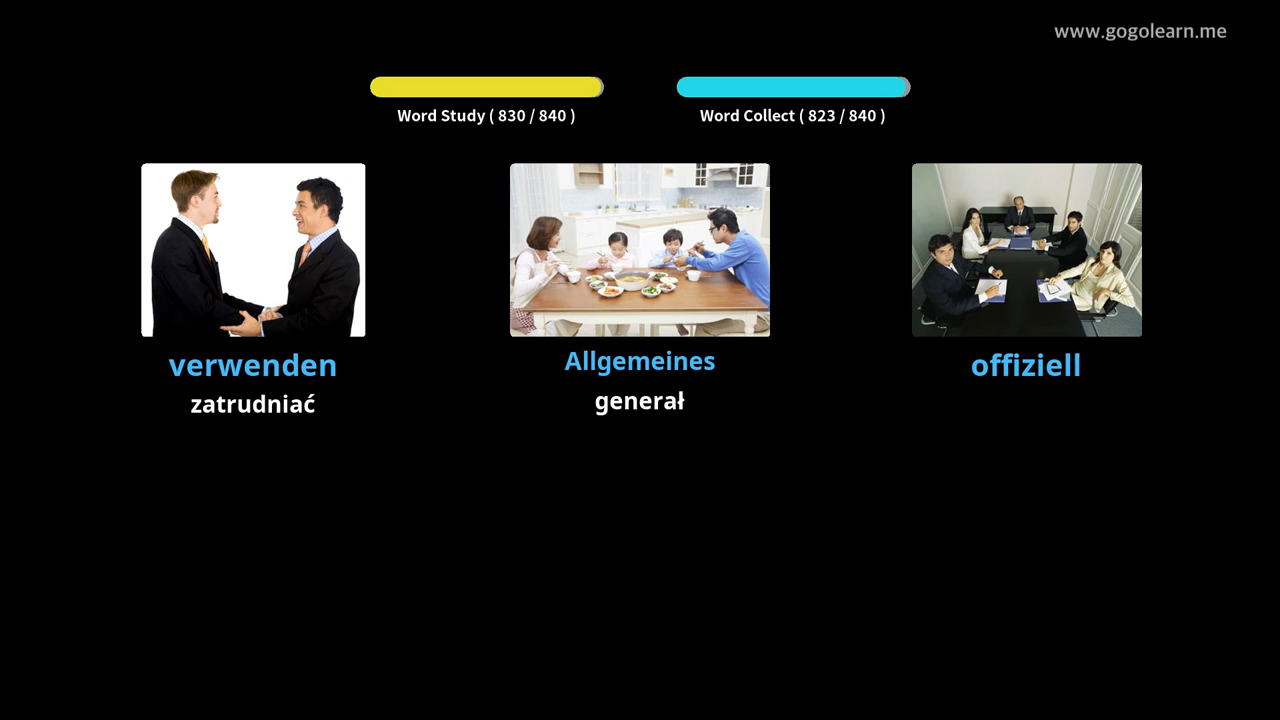 www.gogolearn.me
Word Study ( 830 / 840 )
Word Collect ( 823 / 840 )
verwenden
zatrudniać
Allgemeines
generał
offiziell